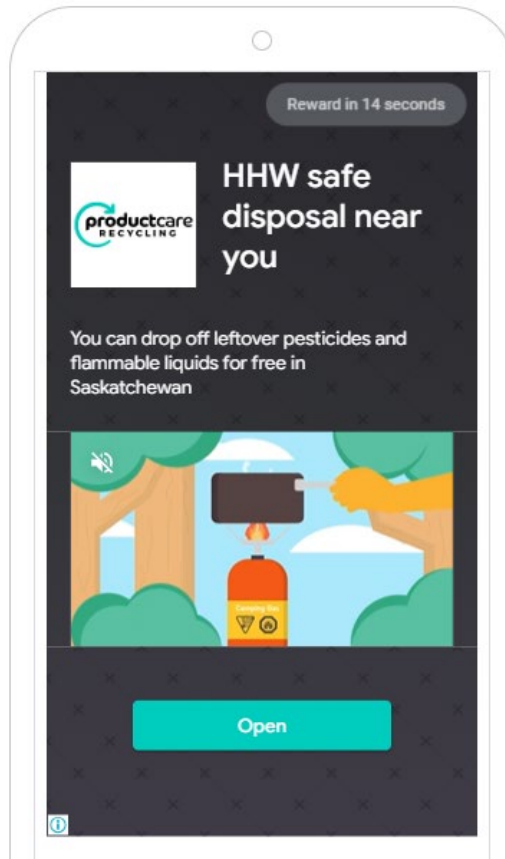 Reward in 14 seconds
productcare
RECYCLING
HHW safe
disposal near
you
You can drop off leftover pesticides and
flammable liquids for free in
Saskatchewan
Camping Gas
Open